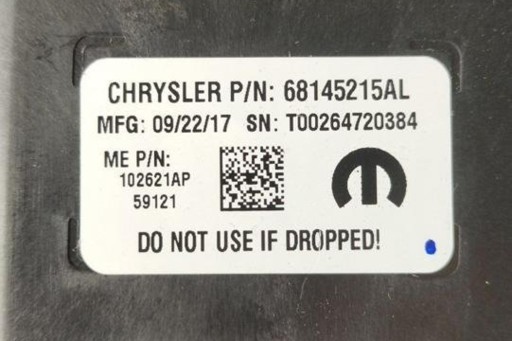 CHRYSLER P/N: 68145215AL
MFG: 09/22/17 SN: T00264720384
ME P/N:
102621AP
59121
DO NOT USE IF DROPPED!